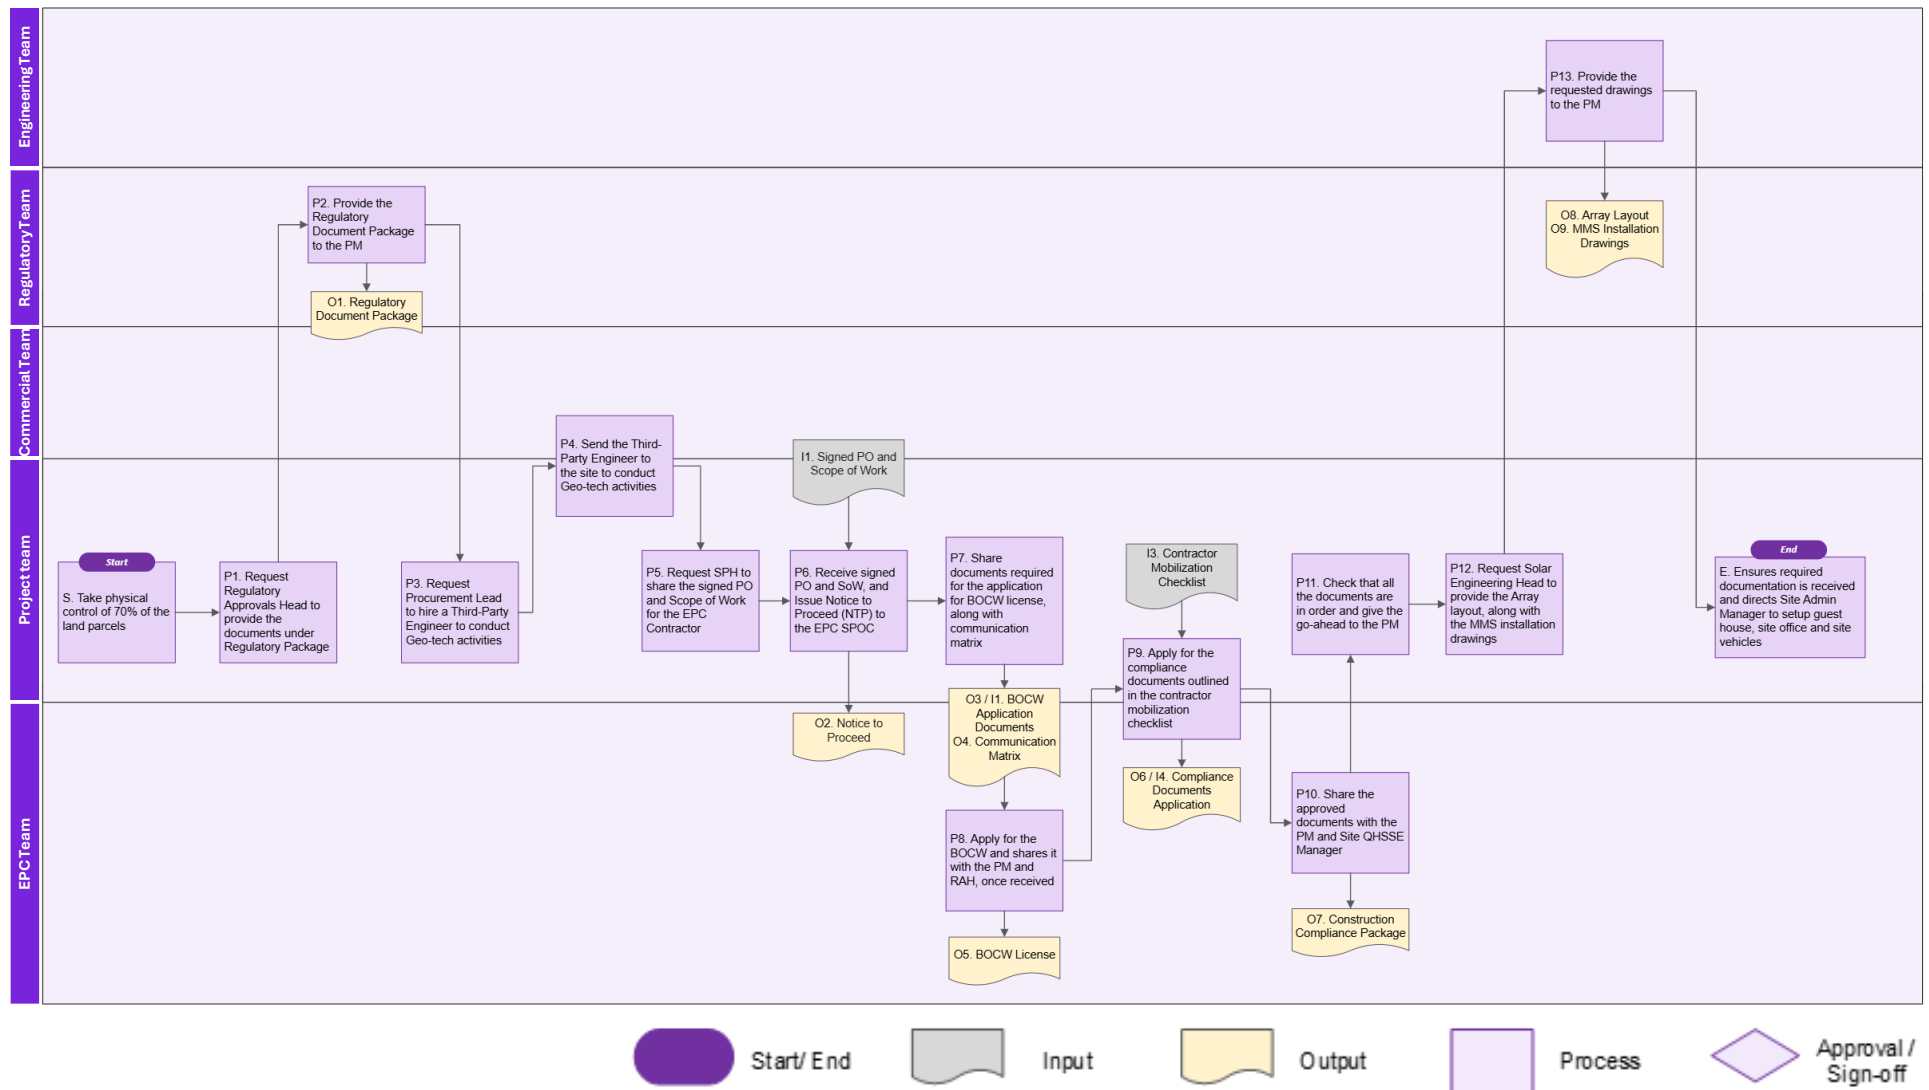 Engineering Team
P13. Provide the
requested drawings
to the PM
O8. Array Layout
O9. MMS Installation
Drawings
Regulatory Team
P2. Provide the
Regulatory
Document Package
to the PM
O1. Regulatory
Document Package
Commercial Team
P4. Send the Third-
Party Engineer to
the site to conduct
Geo-tech activities
I1. Signed PO and
Scope of Work
Project team
Start
S. Take physical
control of 70% of the
land parcels
P1. Request
Regulatory
Approvals Head to
provide the
documents under
Regulatory Package
P3. Request
Procurement Lead
to hire a Third-Party
Engineer to conduct
Geo-tech activities
P5. Request SPH to
share the signed PO
and Scope of Work
for the EPC
Contractor
P6. Receive signed
PO and SoW, and
Issue Notice to
Proceed (NTP) to
the EPC SPOC
P7. Share
documents required
for the application
for BOCW license,
along with
communication
matrix
I3. Contractor
Mobilization
Checklist
P9. Apply for the
compliance
documents outlined
in the contractor
mobilization
checklist
P11. Check that all
the documents are
in order and give the
go-ahead to the PM
P12. Request Solar
Engineering Head to
provide the Array
layout, along with
the MMS installation
drawings
End
E. Ensures required
documentation is received
and directs Site Admin
Manager to setup guest
house, site office and site
vehicles
EPC Team
O2. Notice to
Proceed
O3 / I1. BOCW
Application
Documents
O4. Communication
Matrix
P8. Apply for the
BOCW and shares it
with the PM and
RAH, once received
O5. BOCW License
O6 / I4. Compliance
Documents
Application
P10. Share the
approved
documents with the
PM and Site QHSSE
Manager
O7. Construction
Compliance Package
Start/ End
Input
Output
Process
Approval /
Sign-off